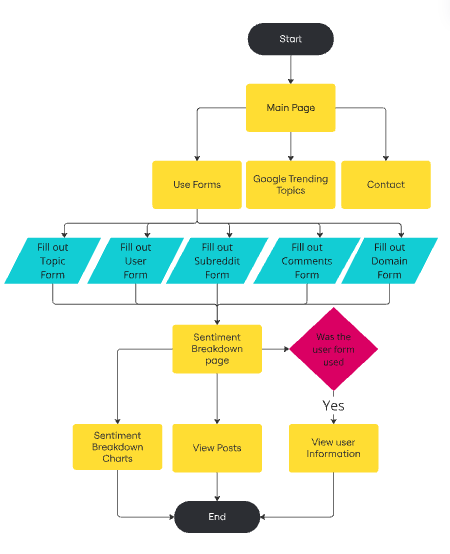 Start
Main Page
Use Forms
Google Trending
Topics
Contact
Fill out
Topic
Form
Fill out
User
Form
Fill out
Subreddit
Form
Fill out
Comments
Form
Fill out
Domain
Form
Sentiment
Breakdown
page
Was the
user form
used
Yes
Sentiment
Breakdown
Charts
View Posts
View user
Information
End